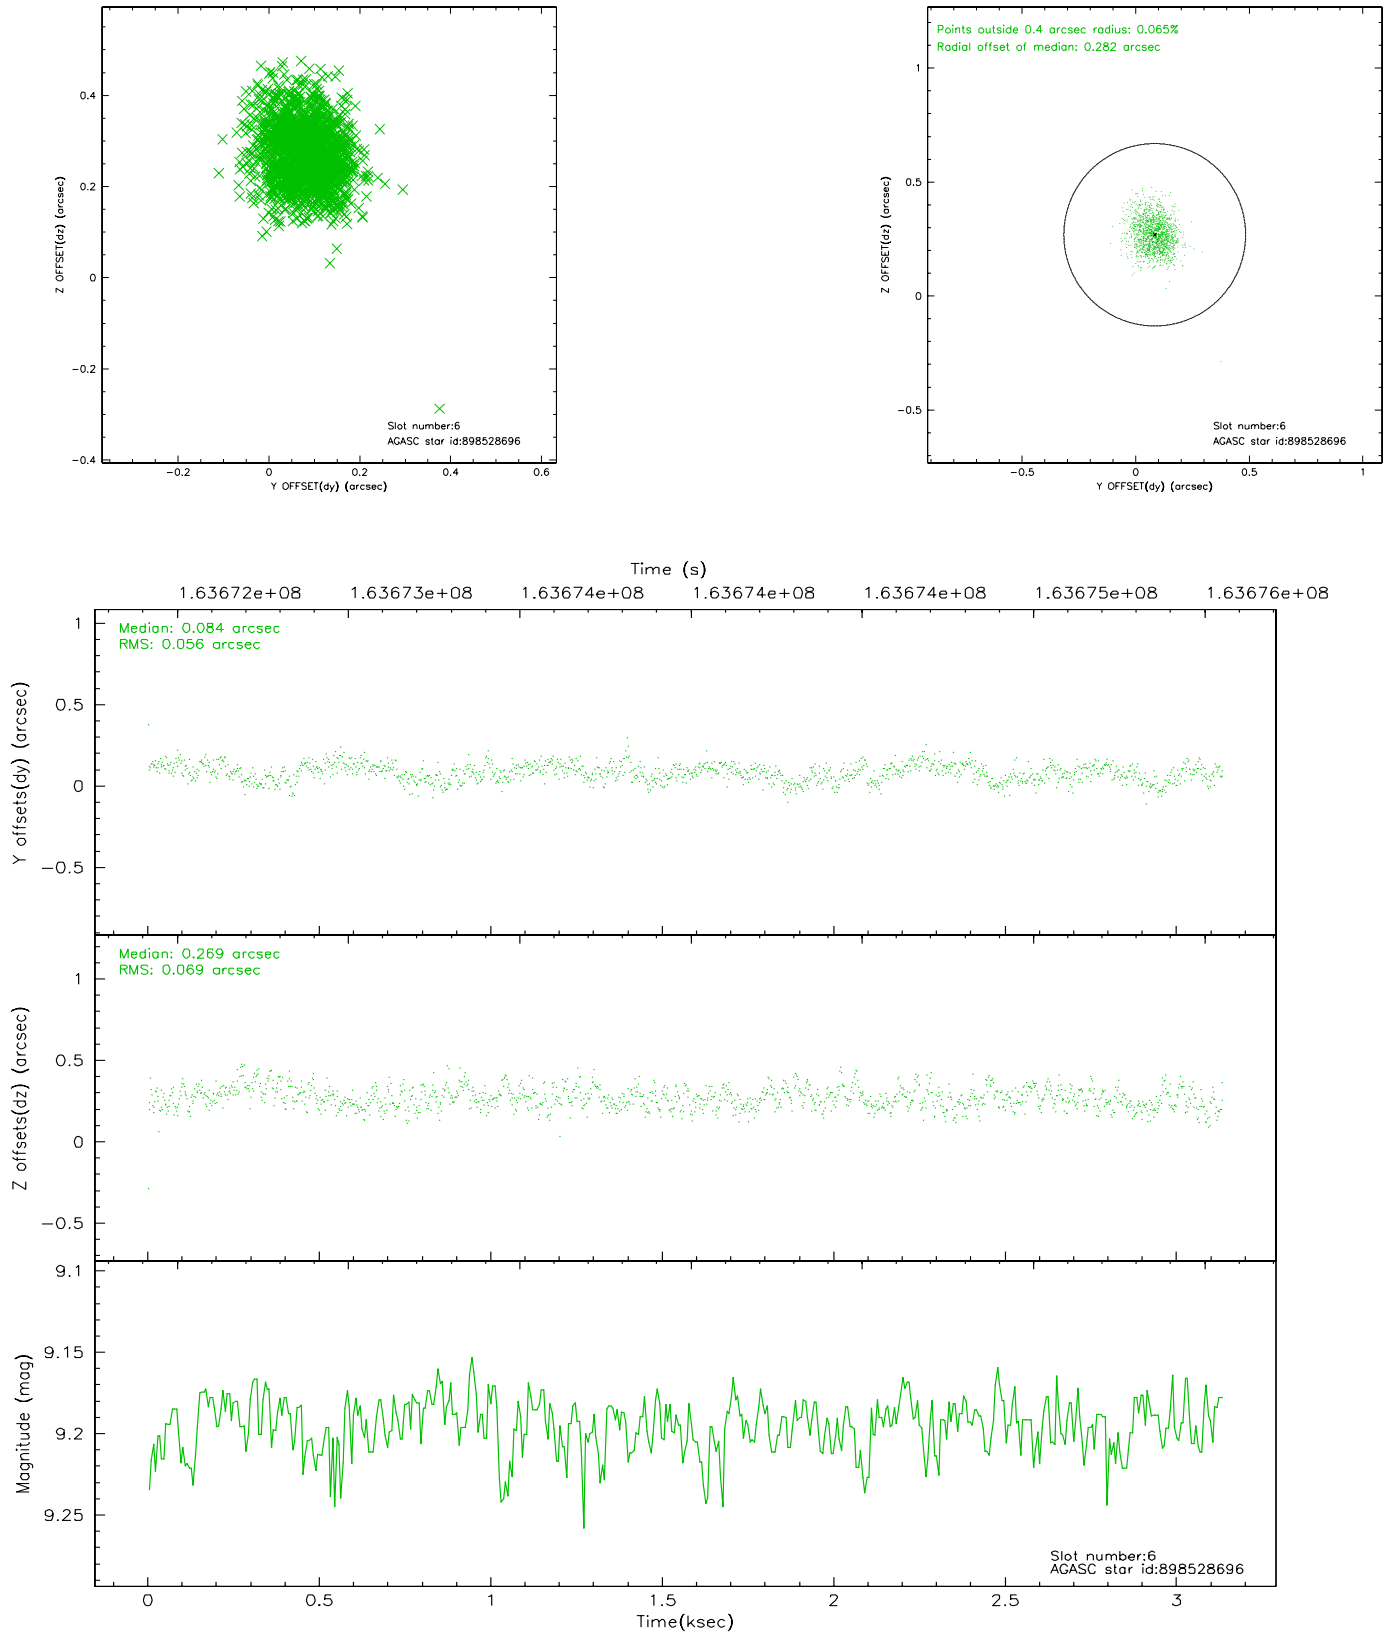 0.4
0.2
0
-0.2
-0.4
Z OFFSET(dz) (arcsec)
-0.2 0 0.2 0.4 0.6
Y OFFSET(dy) (arcsec)
Slot number:6
AGASC star id:898528696
Points outside 0.4 arcsec radius: 0.065%
Radial offset of median: 0.282 arcsec
1
0.5
0
-0.5
Z OFFSET(dz) (arcsec)
-0.5 0 0.5 1
Y OFFSET(dy) (arcsec)
Slot number:6
AGASC star id:898528696
Time (s)
1.63672e+08 1.63673e+08 1.63674e+08 1.63674e+08 1.63674e+08 1.63675e+08 1.63676e+08
Median: 0.084 arcsec
RMS: 0.056 arcsec
1
0.5
0
-0.5
Y offsets(dy) (arcsec)
Median: 0.269 arcsec
RMS: 0.069 arcsec
1
0.5
0
-0.5
Z offsets(dz) (arcsec)
9.1
9.15
9.2
9.25
Magnitude (mag)
Slot number:6
AGASC star id:898528696
0 0.5 1 1.5 2 2.5 3
Time(ksec)